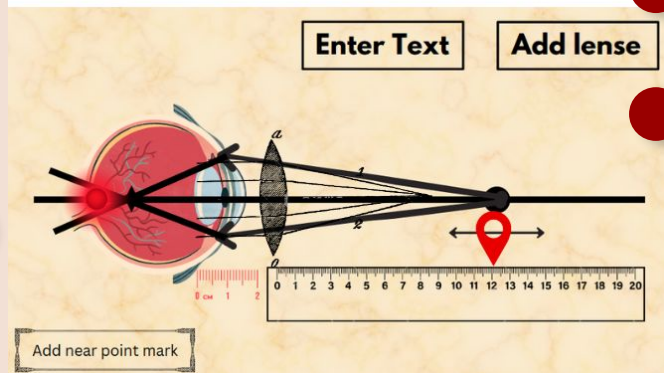 Enter Text
Add lense
a
1
2
o
0 CM 1 2
0 1 2 3 4 5 6 7 8 9 10 11 12 13 14 15 16 17 18 19 20
Add near point mark